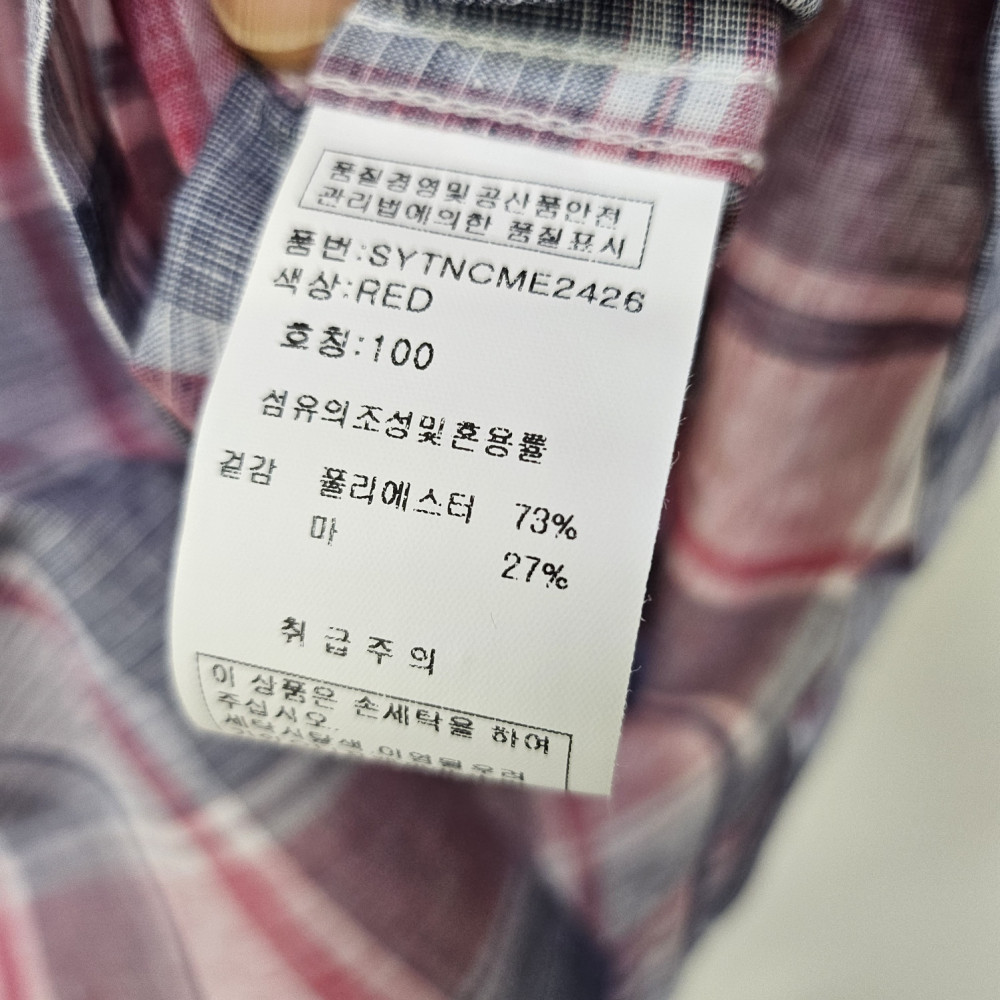 품질경영및공산품안전
관리법에의한 품질표시
품번:SYTNCME2426
색상:RED
호칭:100
섬유의조성및혼용률
겉감 폴리에스터 73%
마 27%
취급주의
이 상품은 손세탁을 하여
주십시오.